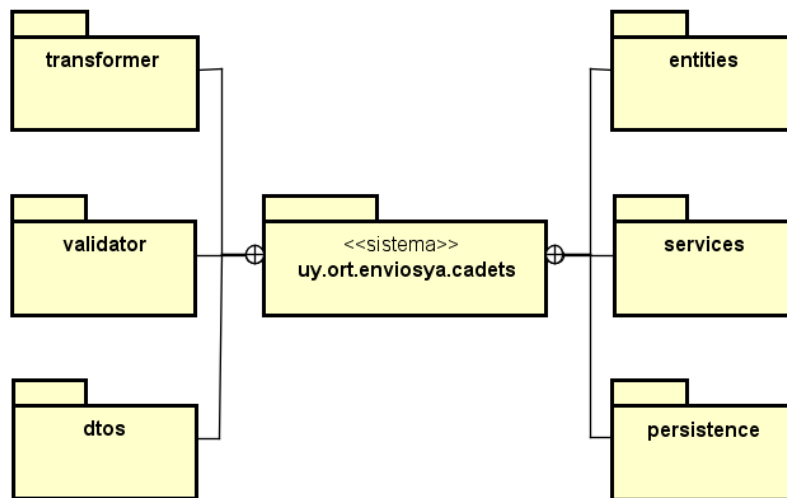 transformer
entities
validator
<<sistema>>
uy.ort.enviosya.cadets
services
dtos
persistence